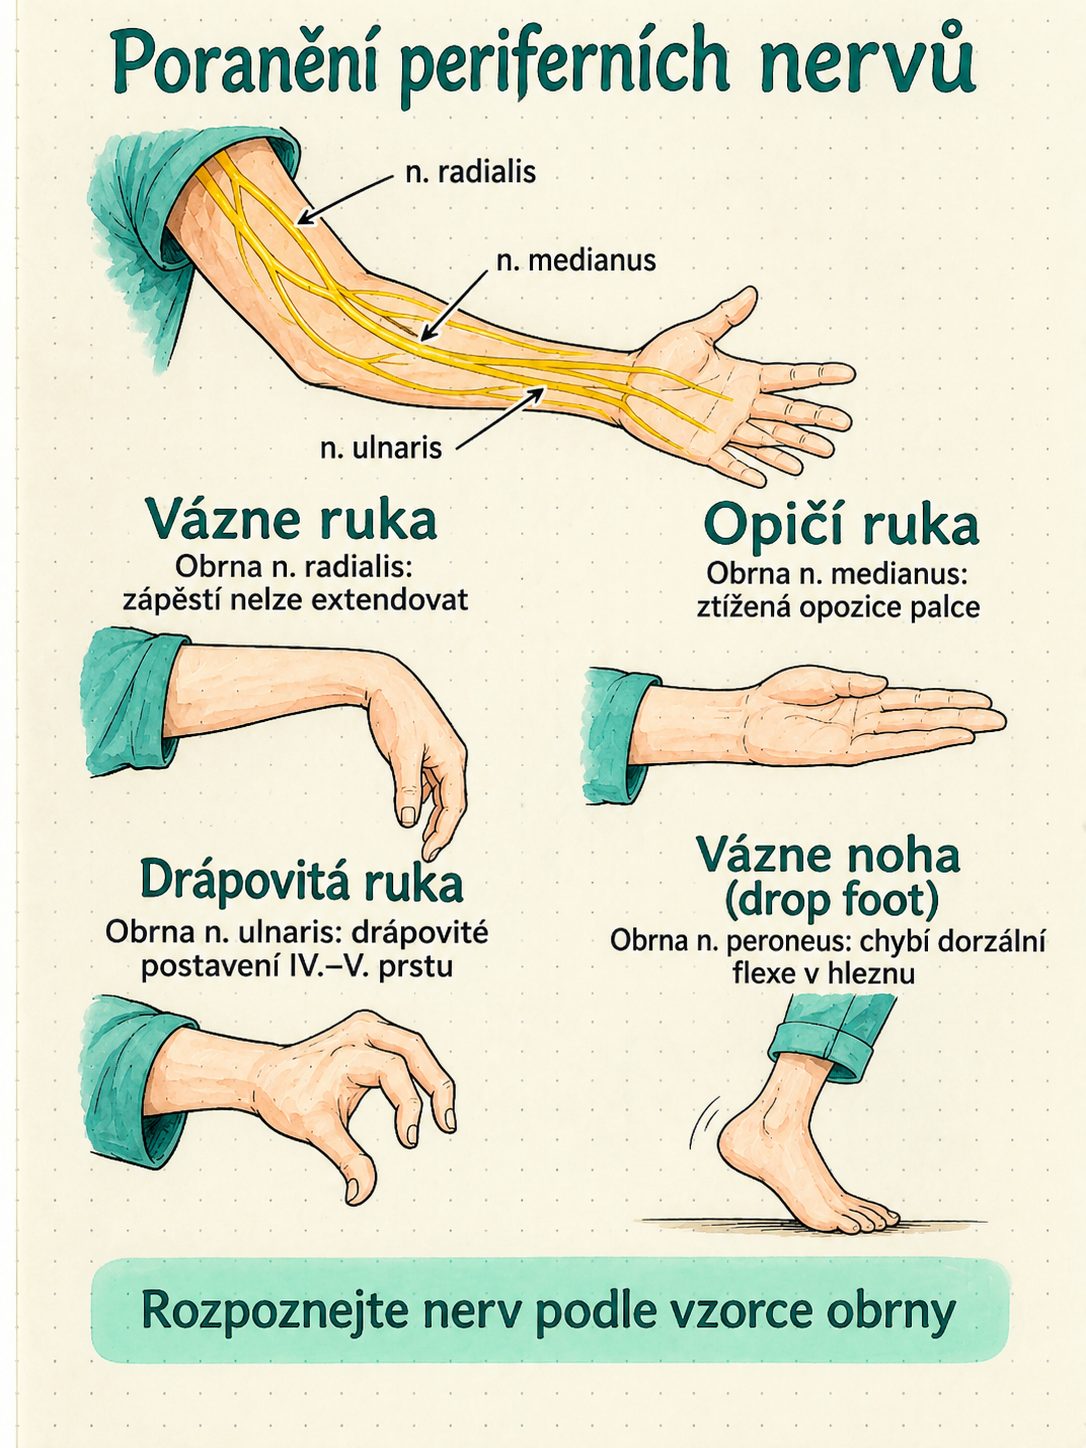 Poranění periferních nervů
n. radialis
n. medianus
n. ulnaris
Vázne ruka
Obrna n. radialis:
zápěstí nelze extendovat
Opičí ruka
Obrna n. medianus:
ztížená opozice palce
Drápovitá ruka
Obrna n. ulnaris: drápovité
postavení IV.–V. prstu
Vázne noha
(drop foot)
Obrna n. peroneus: chybí dorzální
flexe v hleznu
Rozpoznejte nerv podle vzorce obrny